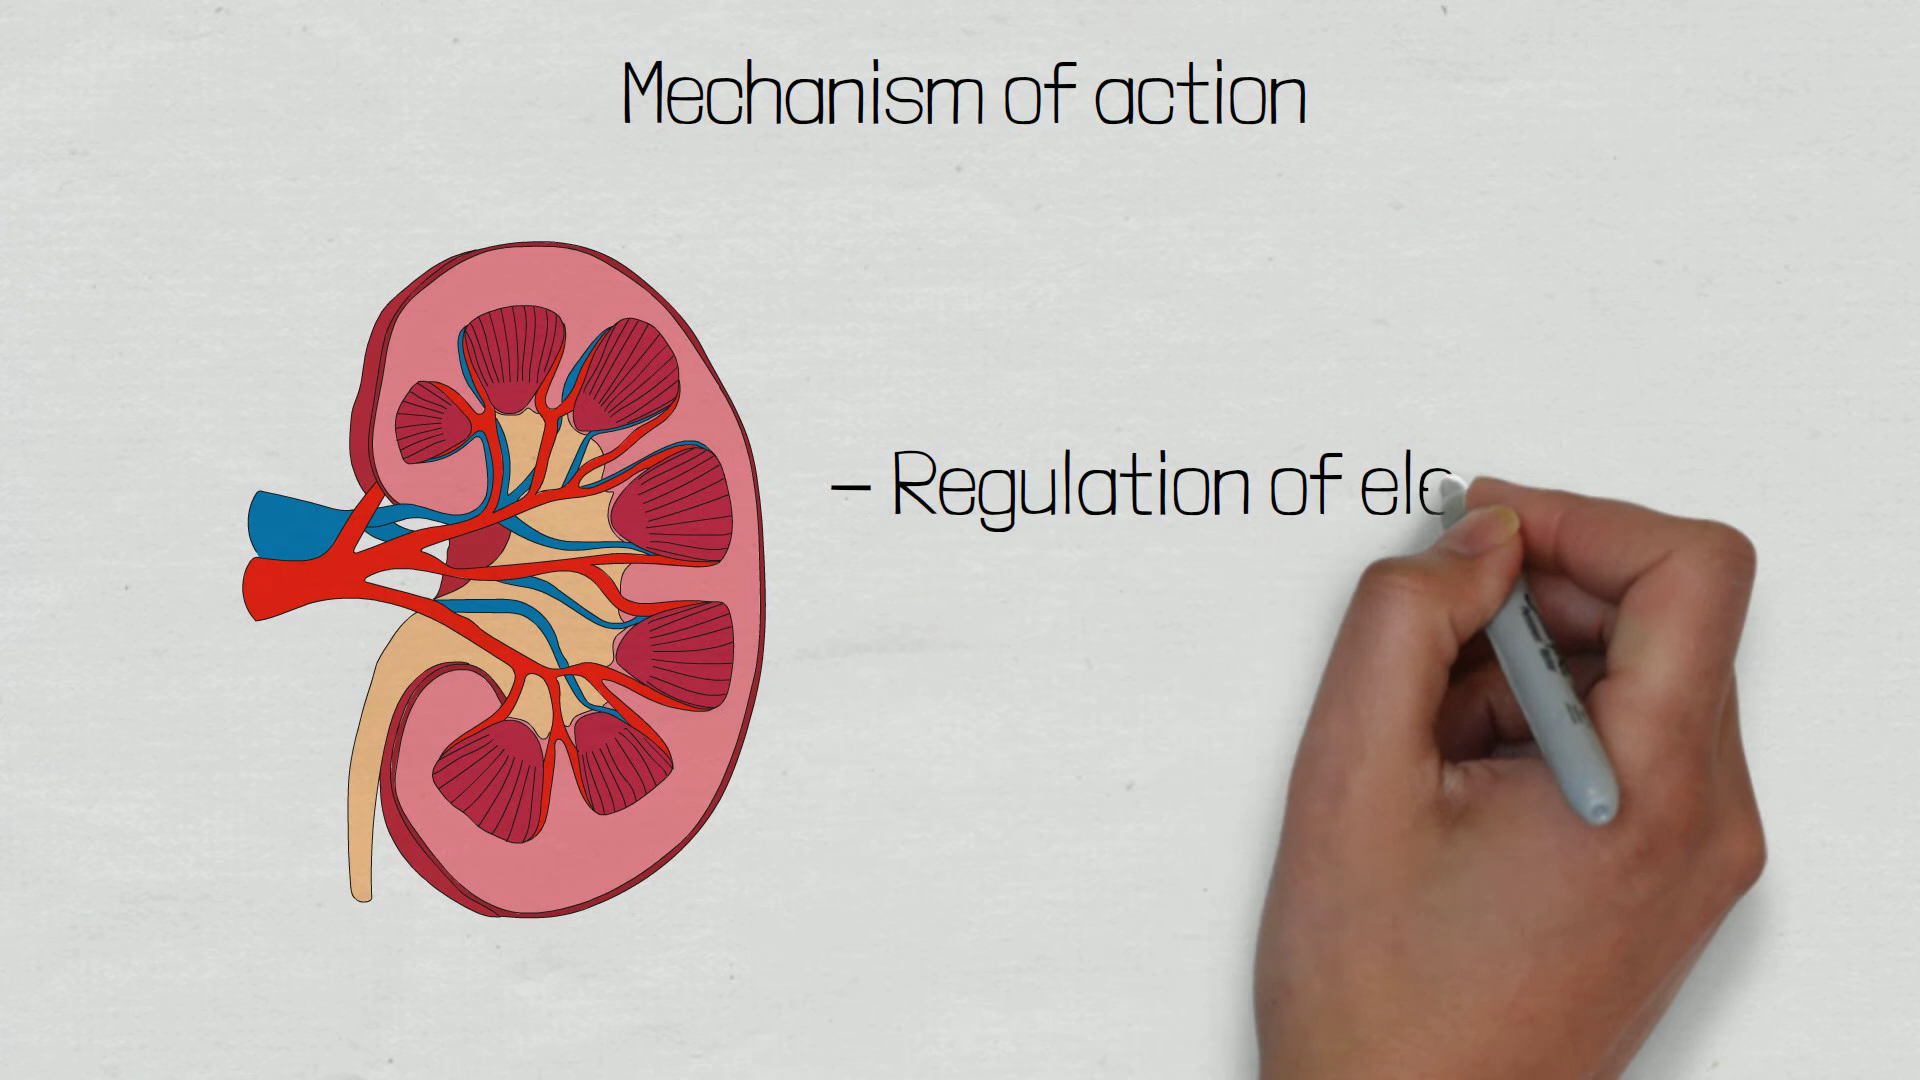 Mechanism of action
– Regulation of ele